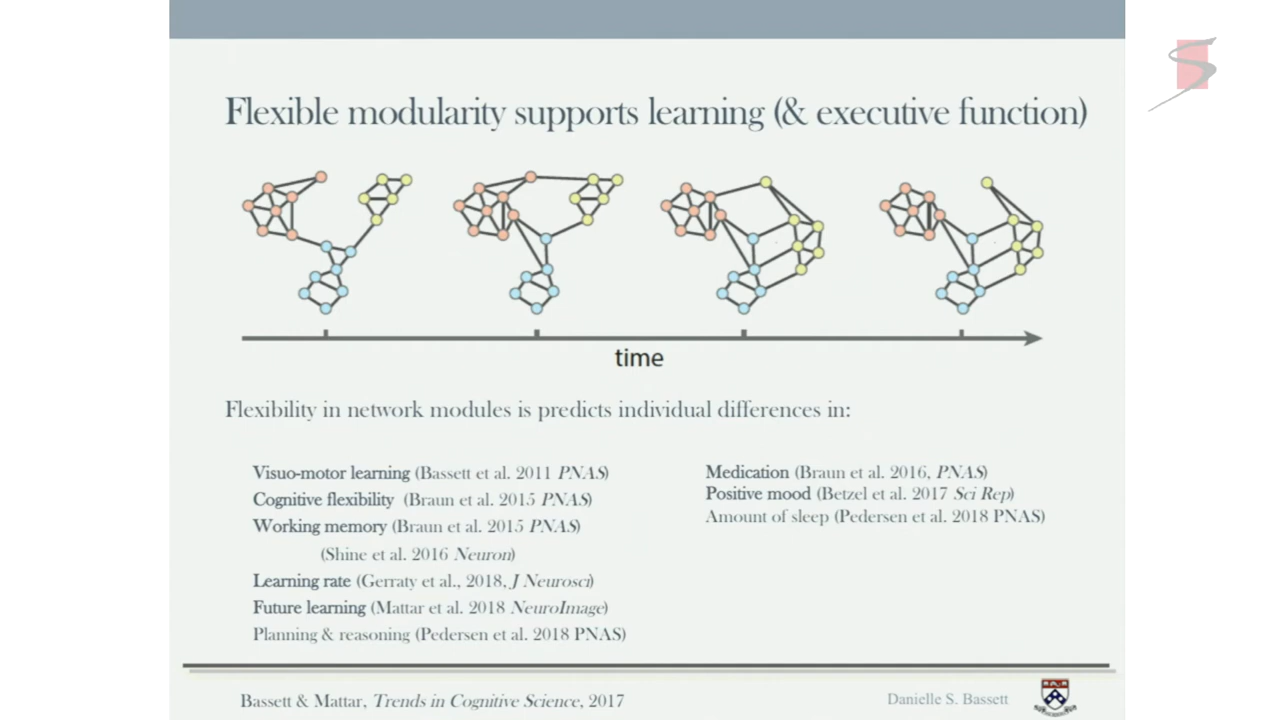 Flexible modularity supports learning (& executive function)
time
Flexibility in network modules is predicts individual differences in:
Visuo-motor learning (Bassett et al. 2011 PNAS)
Cognitive flexibility (Braun et al. 2015 PNAS)
Working memory (Braun et al. 2015 PNAS)
(Shine et al. 2016 Neuron)
Learning rate (Gerraty et al., 2018, J Neurosci)
Future learning (Mattar et al. 2018 NeuroImage)
Planning & reasoning (Pedersen et al. 2018 PNAS)
Medication (Braun et al. 2016, PNAS)
Positive mood (Betzel et al. 2017 Sci Rep)
Amount of sleep (Pedersen et al. 2018 PNAS)
Bassett & Mattar, Trends in Cognitive Science, 2017
Danielle S. Bassett